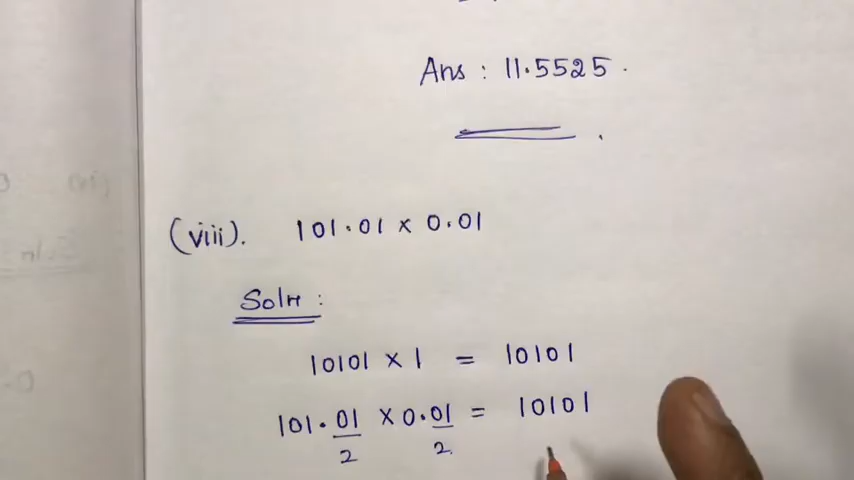 Ans : 11.5525.
(viii). 101.01 x 0.01
Soln :
10101 x 1 = 10101
101.01 x 0.01 = 10101
2 2